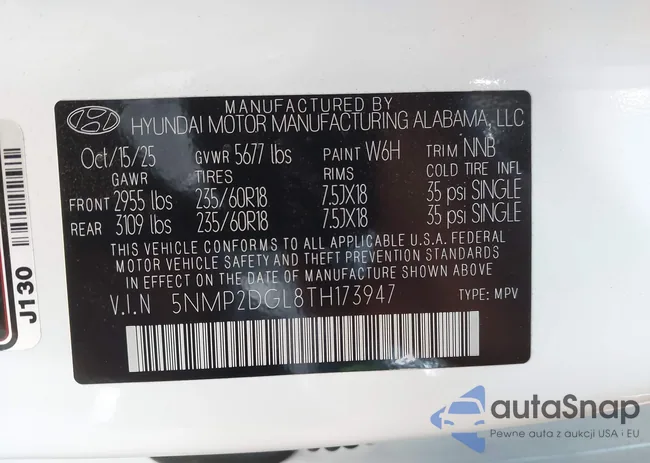 MANUFACTURED BY
HYUNDAI MOTOR MANUFACTURING ALABAMA, LLC
Oct/15/25 GVWR 5677 lbs PAINT W6H TRIM NNB
GAWR TIRES RIMS COLD TIRE INFL
FRONT 2955 lbs 235/60R18 7.5JX18 35 psi SINGLE
REAR 3109 lbs 235/60R18 7.5JX18 35 psi SINGLE
THIS VEHICLE CONFORMS TO ALL APPLICABLE U.S.A. FEDERAL
MOTOR VEHICLE SAFETY AND THEFT PREVENTION STANDARDS
IN EFFECT ON THE DATE OF MANUFACTURE SHOWN ABOVE.
V.I.N 5NMP2DGL8TH173947 TYPE: MPV
J130
autaSnap
Pewne auta z aukcji USA i EU